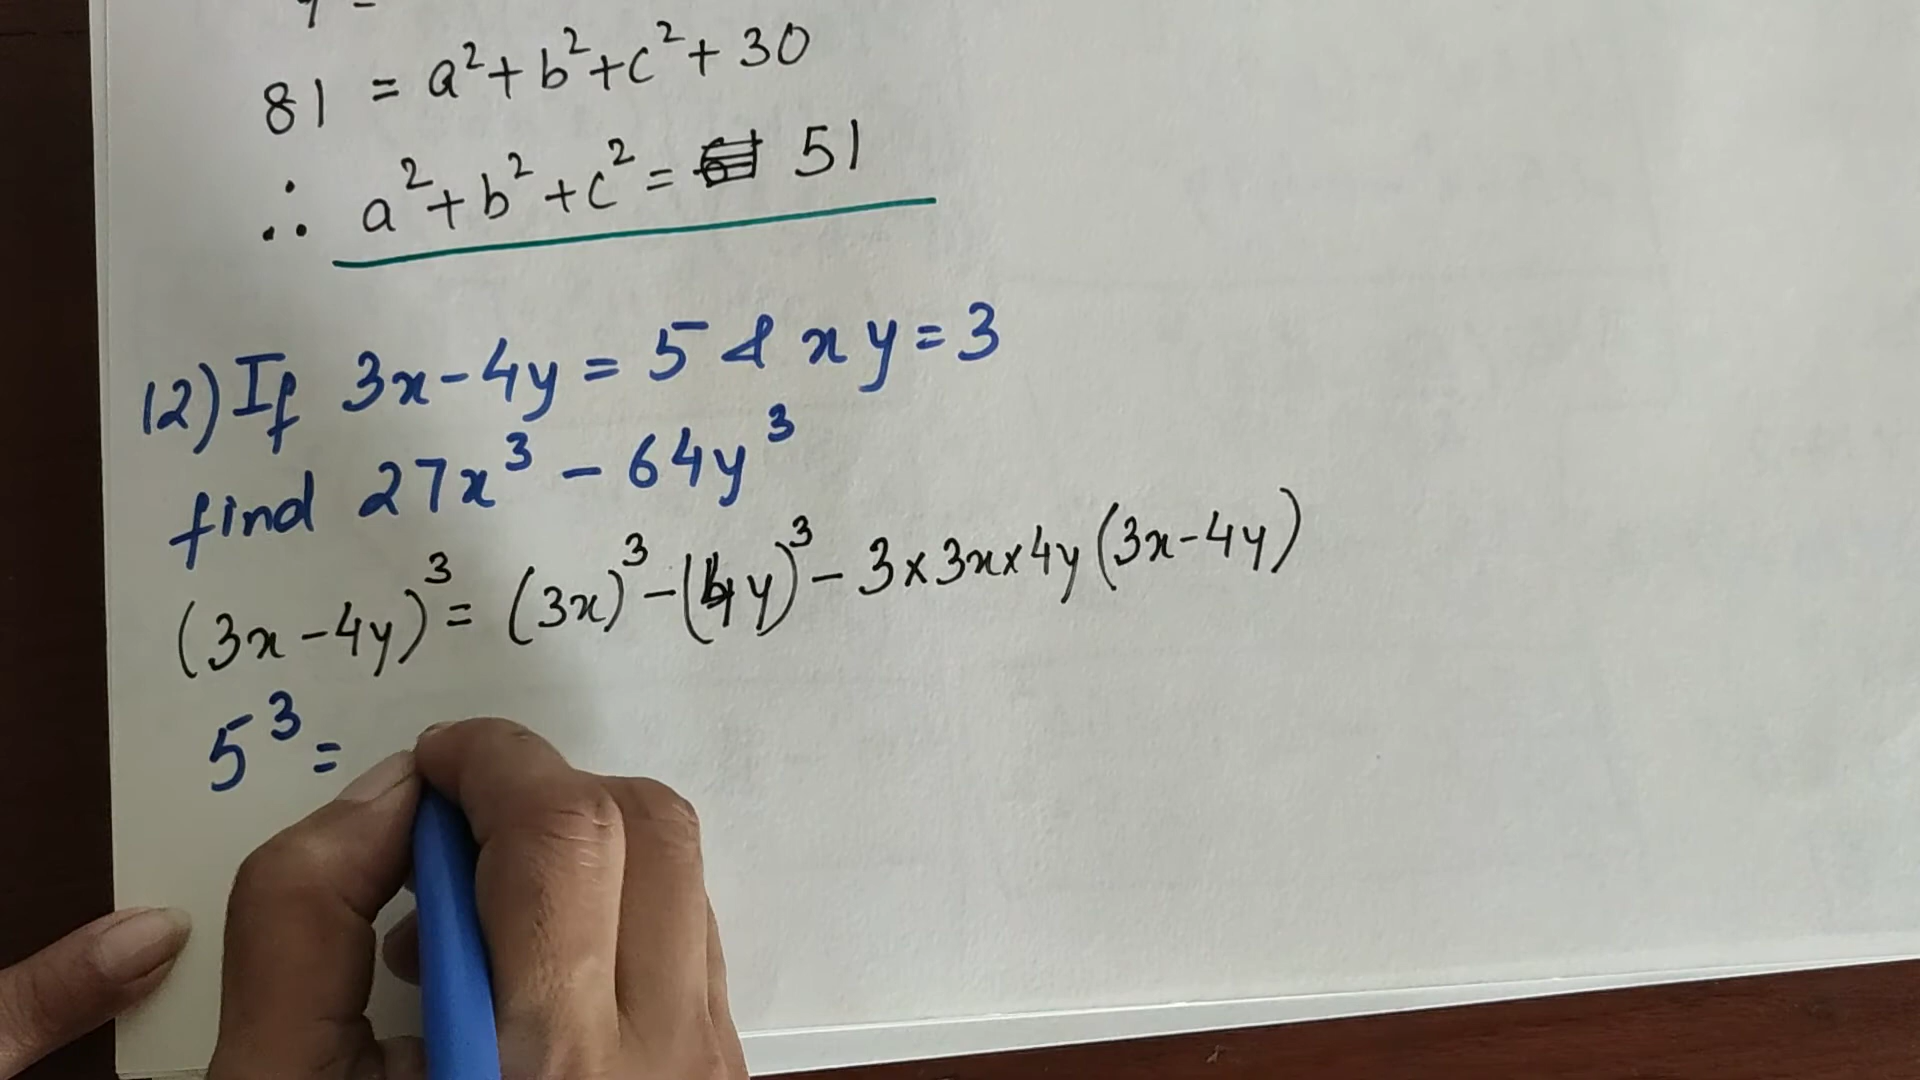 81 = a² + b² + c² + 30
∴ a² + b² + c² = 51
12) If 3x - 4y = 5 & xy = 3
find 27x³ - 64y³
(3x - 4y)³ = (3x)³ - (4y)³ - 3 × 3x × 4y (3x - 4y)
5³ =